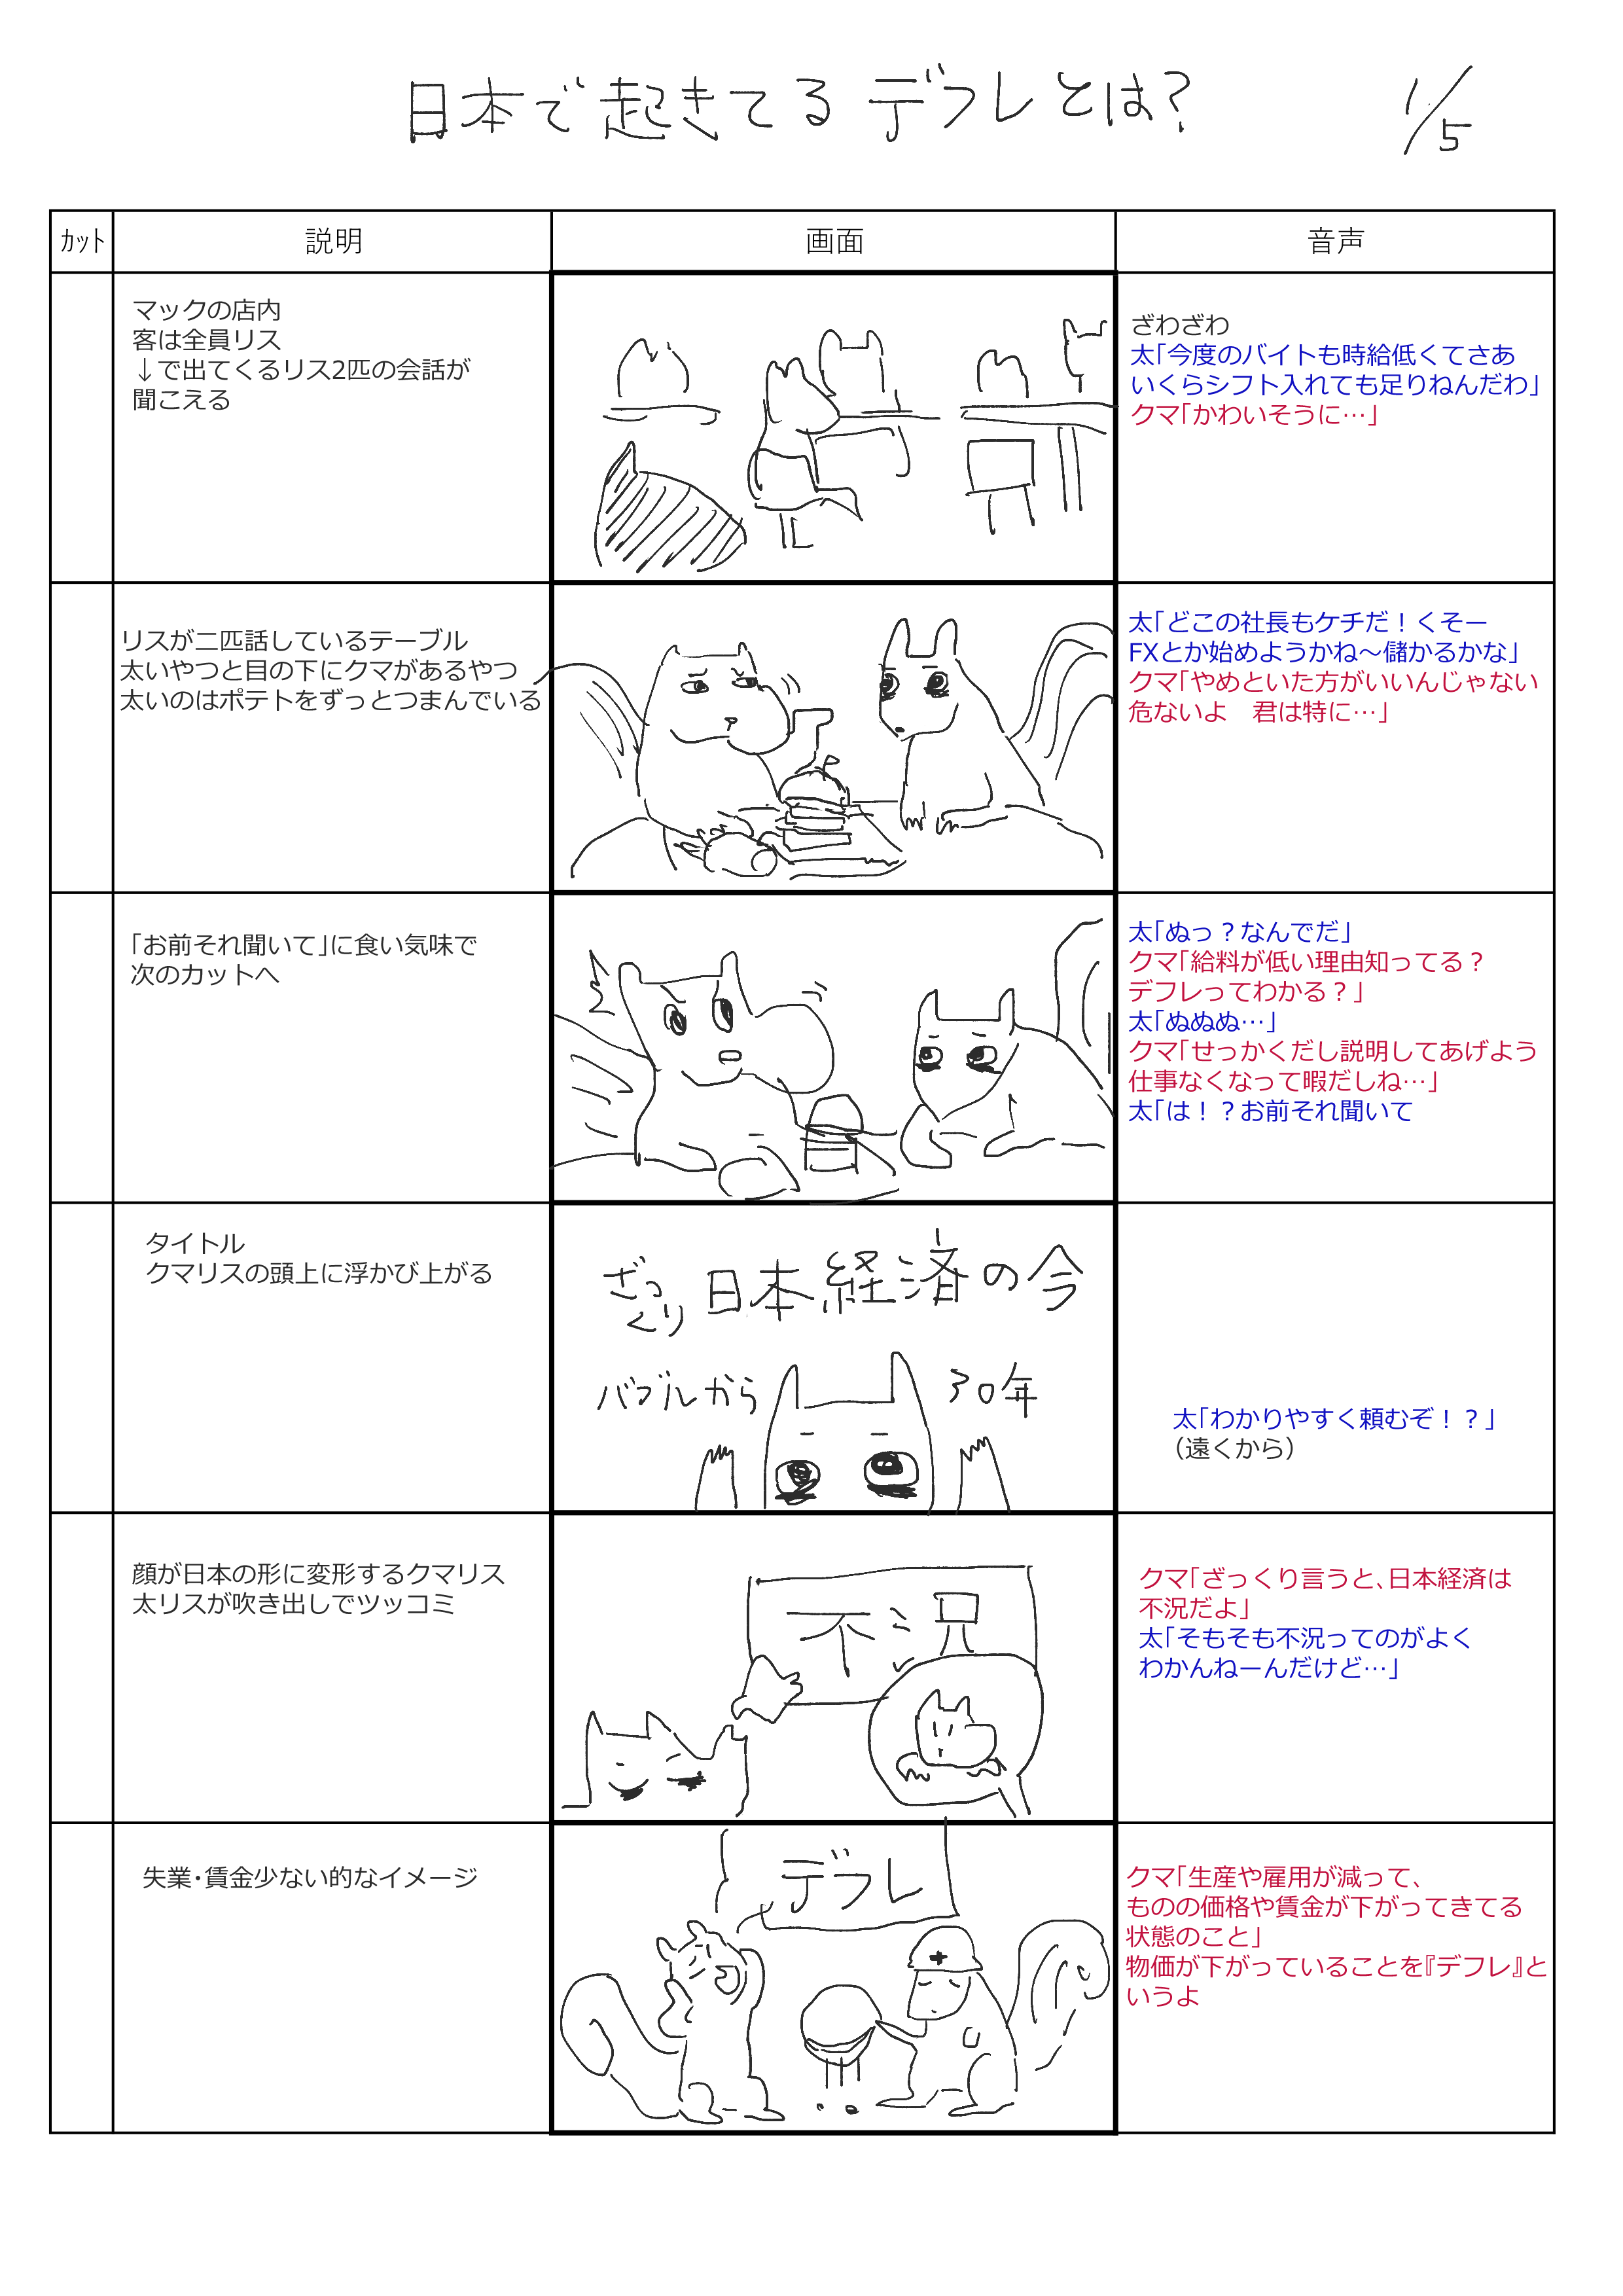 日本で起きてる デフレとは?
1/5
カット
説明
画面
音声
マックの店内
客は全員リス
↓で出てくるリス2匹の会話が
聞こえる
ざわざわ
太「今度のバイトも時給低くてさあ
いくらシフト入れても足りねんだわ」
クマ「かわいそうに…」
リスが二匹話しているテーブル
太いやつと目の下にクマがあるやつ
太いのはポテトをずっとつまんでいる
太「どこの社長もケチだ！くそー
FXとか始めようかね～儲かるかな」
クマ「やめといた方がいいんじゃない
危ないよ　君は特に…」
「お前それ聞いて」に食い気味で
次のカットへ
太「ぬっ？なんでだ」
クマ「給料が低い理由知ってる？
デフレってわかる？」
太「ぬぬぬ…」
クマ「せっかくだし説明してあげよう
仕事なくなって暇だしね…」
太「は！？お前それ聞いて
タイトル
クマリスの頭上に浮かび上がる
ざっくり 日本経済の今
バブルから 30年
太「わかりやすく頼むぞ！？」
（遠くから）
顔が日本の形に変形するクマリス
太リスが吹き出しでツッコミ
不況
クマ「ざっくり言うと、日本経済は
不況だよ」
太「そもそも不況ってのがよく
わかんねーんだけど…」
失業・賃金少ない的なイメージ
デフレ
クマ「生産や雇用が減って、
ものの価格や賃金が下がってきてる
状態のこと」
物価が下がっていることを『デフレ』と
いうよ